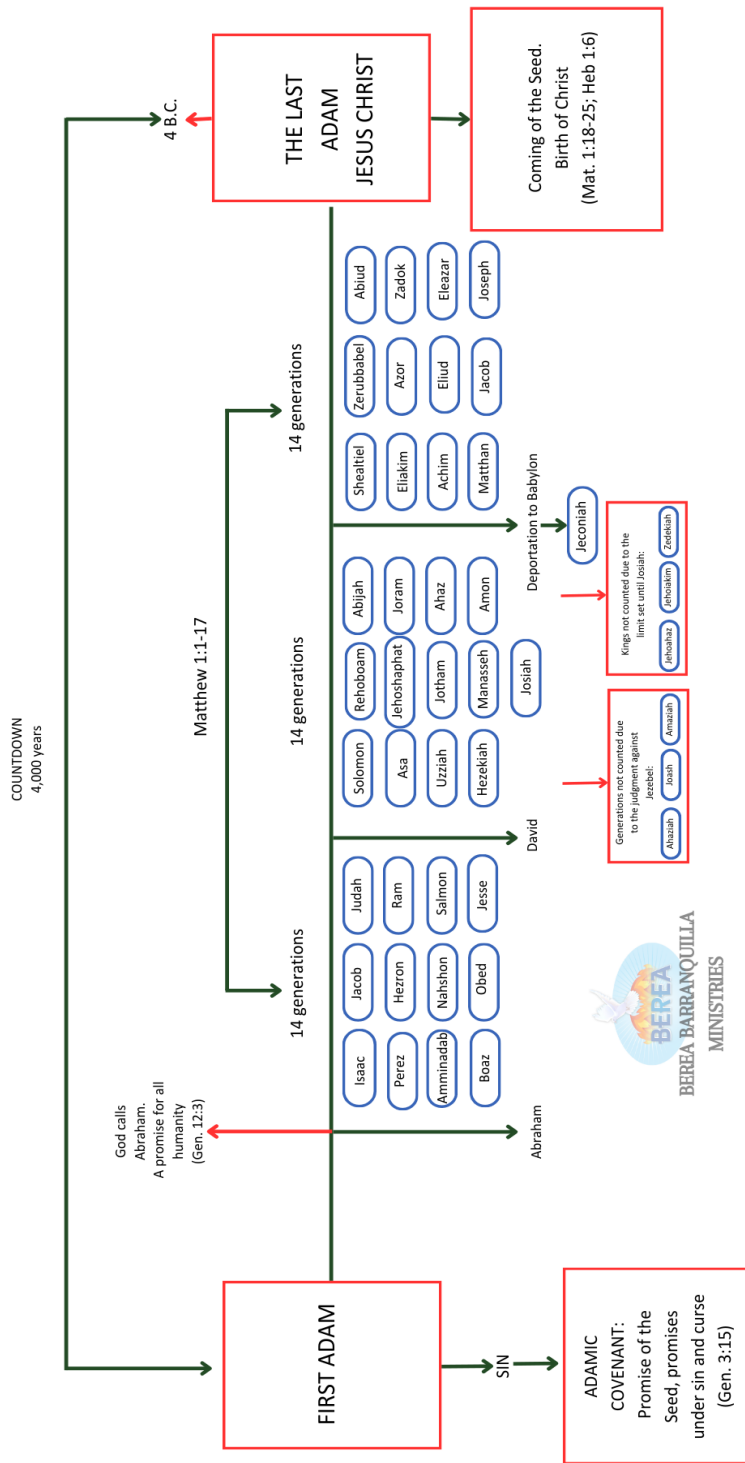 COUNTDOWN
4,000 years
4 B.C.
Matthew 1:1-17
God calls
Abraham.
A promise for all
humanity
(Gen. 12:3)
14 generations
14 generations
14 generations
FIRST ADAM
THE LAST
ADAM
JESUS CHRIST
Isaac
Jacob
Judah
Perez
Hezron
Ram
Amminadab
Nahshon
Salmon
Boaz
Obed
Jesse
Solomon
Rehoboam
Abijah
Asa
Jehoshaphat
Joram
Uzziah
Jotham
Ahaz
Hezekiah
Manasseh
Amon
Josiah
Shealtiel
Zerubbabel
Abiud
Eliakim
Azor
Zadok
Achim
Eliud
Eleazar
Matthan
Jacob
Joseph
SIN
Abraham
David
Deportation to Babylon
Jeconiah
ADAMIC
COVENANT:
Promise of the
Seed, promises
under sin and curse
(Gen. 3:15)
BEREA
BEREA BARRANQUILLA
MINISTRIES
Generations not counted due
to the judgment against
Jezebel:
Ahaziah
Joash
Amaziah
Kings not counted due to the
limit set until Josiah:
Jehoahaz
Jehoiakim
Zedekiah
Coming of the Seed.
Birth of Christ
(Mat. 1:18-25; Heb 1:6)